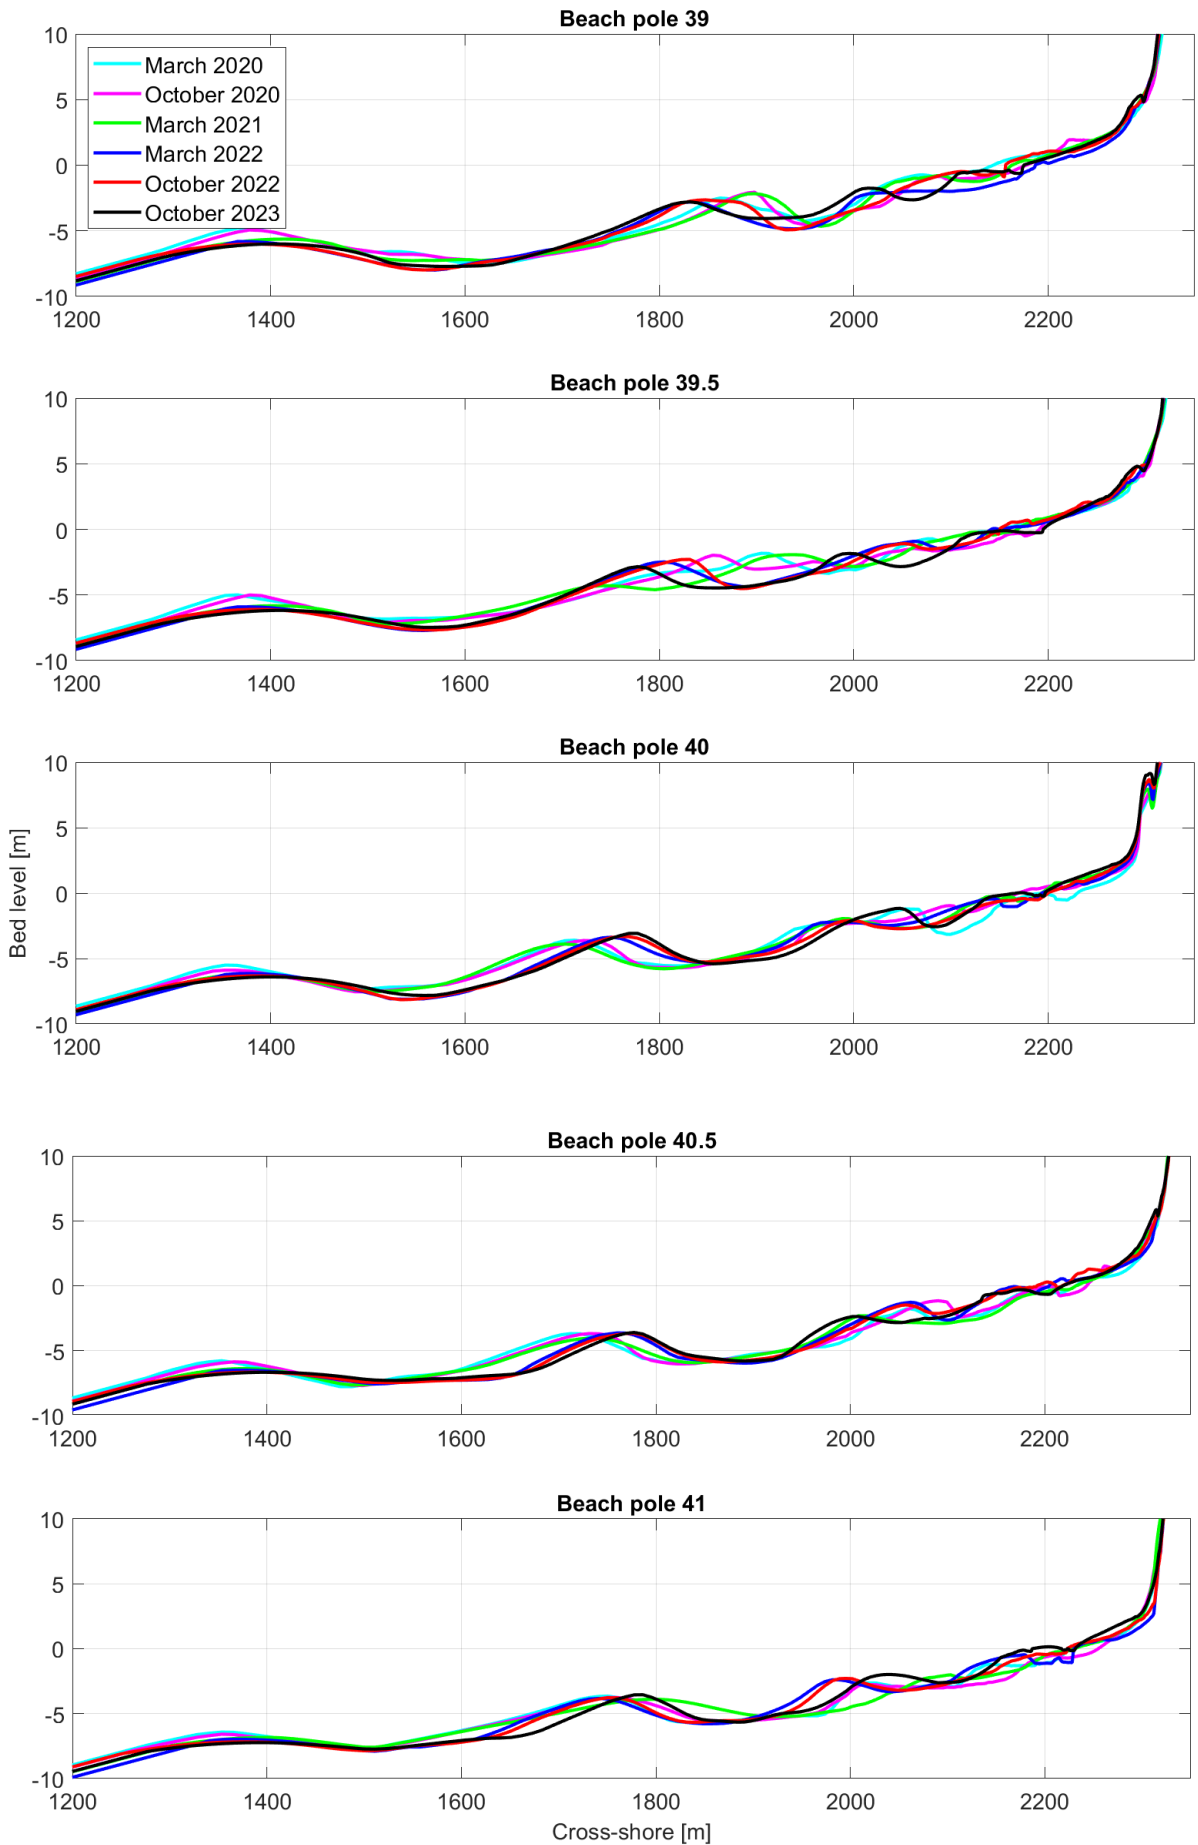 Beach pole 39
10
5
0
-5
-10
March 2020
October 2020
March 2021
March 2022
October 2022
October 2023
1200 1400 1600 1800 2000 2200
Beach pole 39.5
10
5
0
-5
-10
1200 1400 1600 1800 2000 2200
Beach pole 40
Bed level [m]
10
5
0
-5
-10
1200 1400 1600 1800 2000 2200
Beach pole 40.5
10
5
0
-5
-10
1200 1400 1600 1800 2000 2200
Beach pole 41
10
5
0
-5
-10
1200 1400 1600 1800 2000 2200
Cross-shore [m]